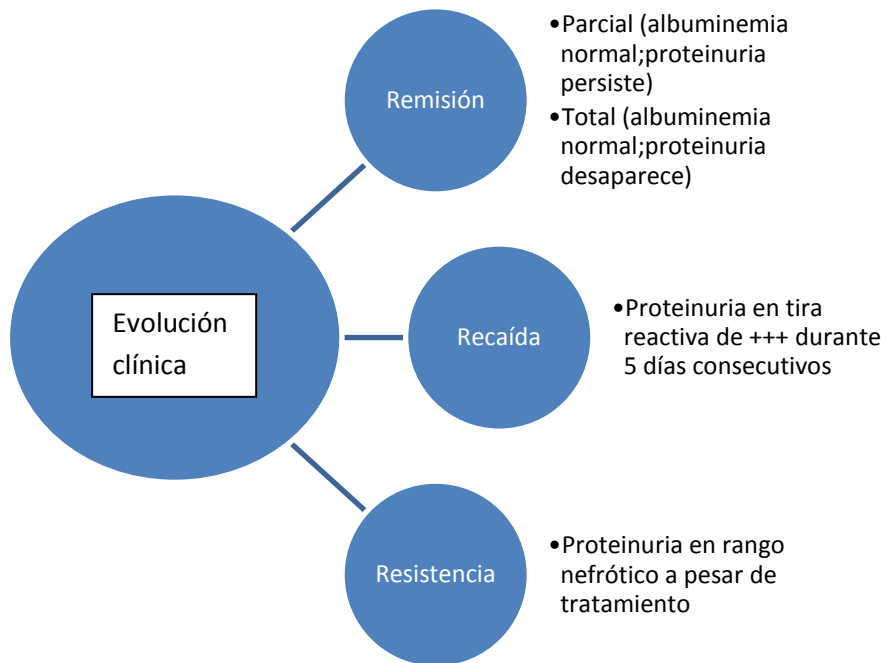 Remisión
•Parcial (albuminemia
normal;proteinuria
persiste)
•Total (albuminemia
normal;proteinuria
desaparece)
Evolución
clínica
Recaída
•Proteinuria en tira
reactiva de +++ durante
5 días consecutivos
Resistencia
•Proteinuria en rango
nefrótico a pesar de
tratamiento